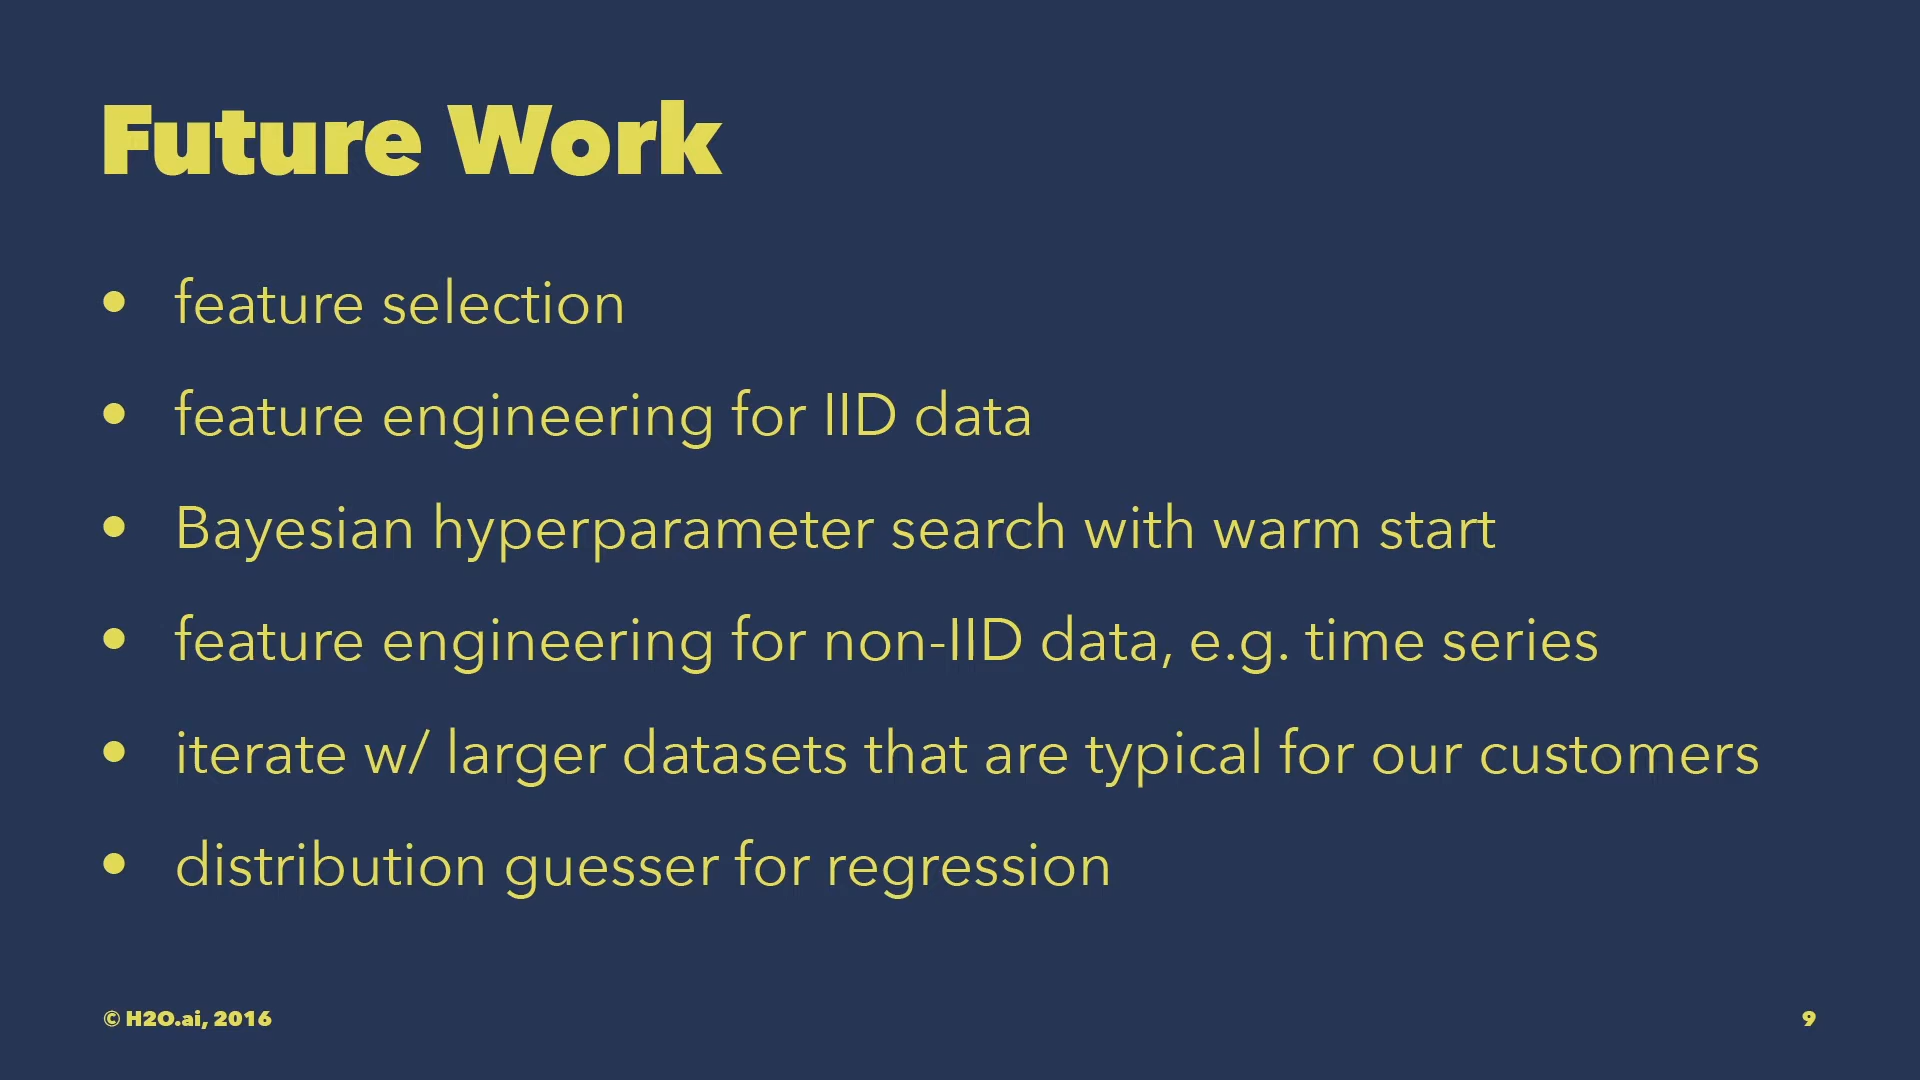 Future Work
• feature selection
• feature engineering for IID data
• Bayesian hyperparameter search with warm start
• feature engineering for non-IID data, e.g. time series
• iterate w/ larger datasets that are typical for our customers
• distribution guesser for regression
© H2O.ai, 2016
9